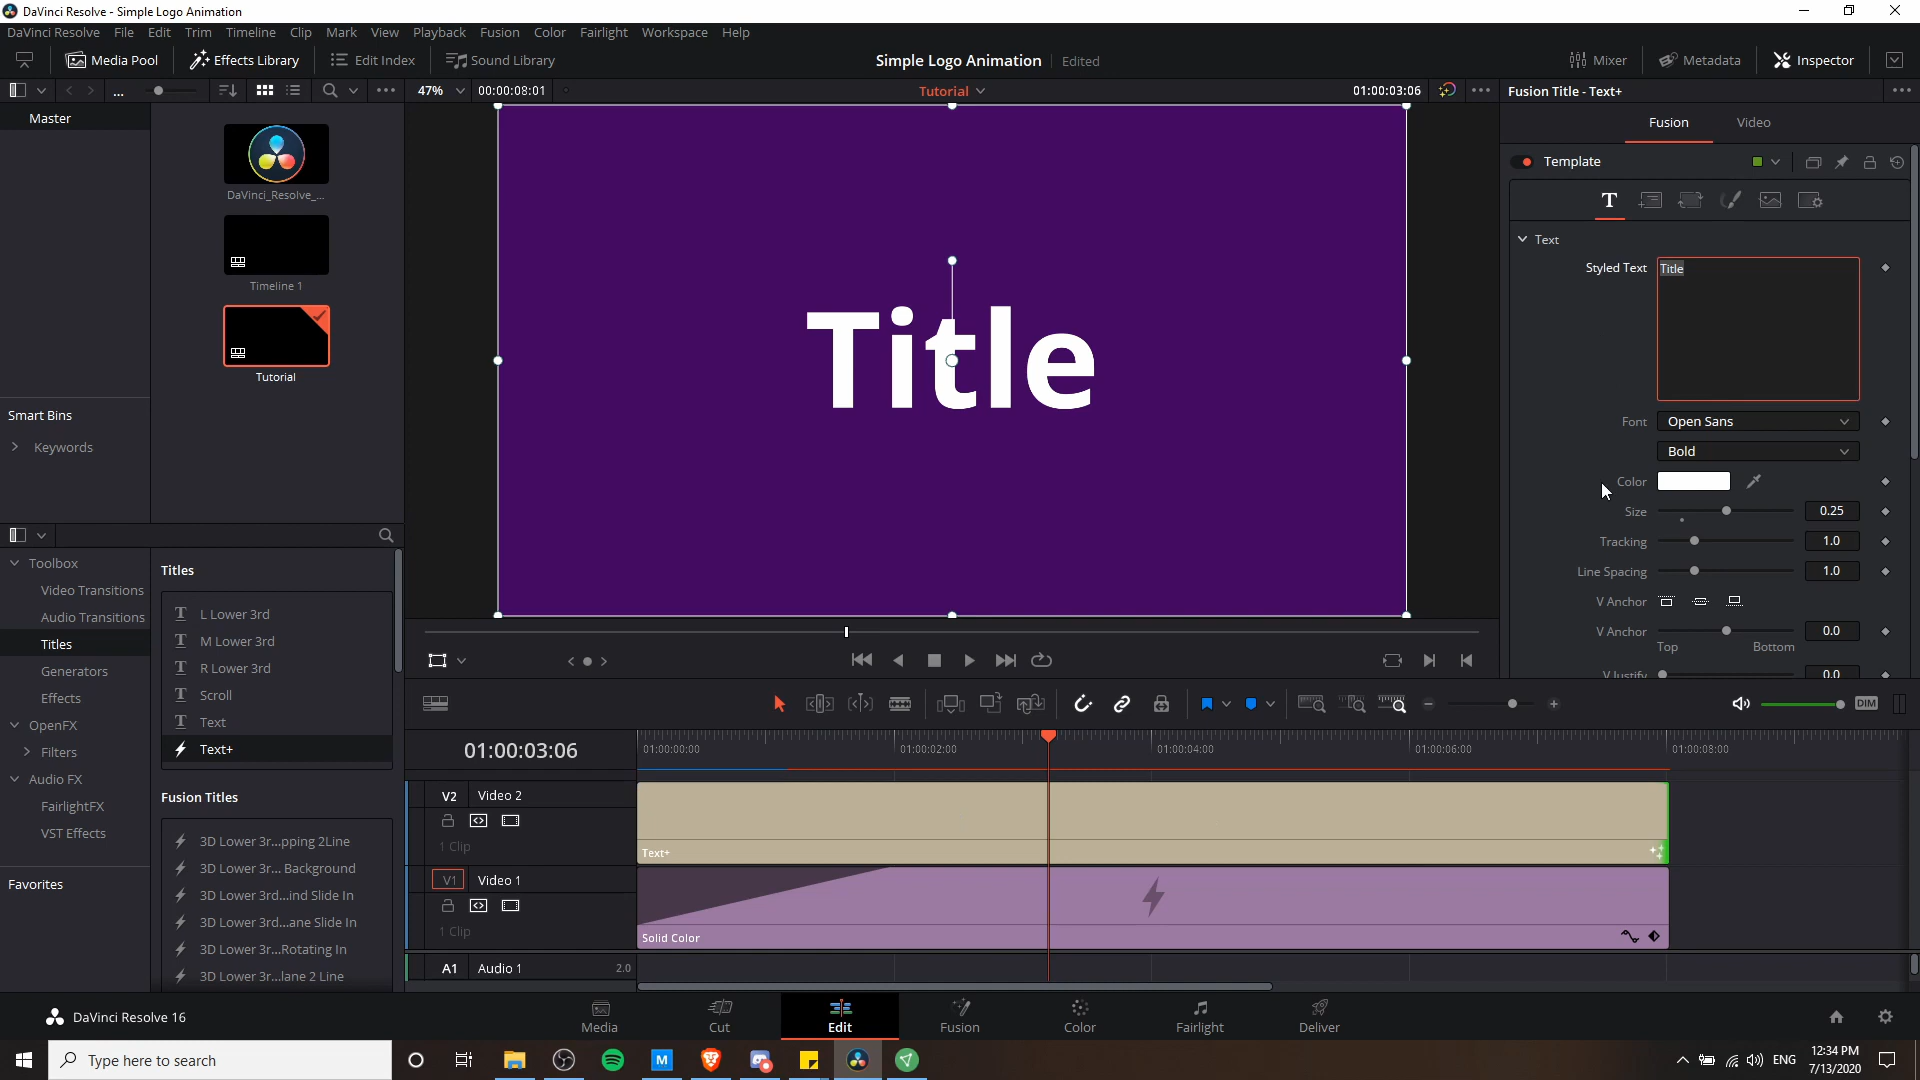 DaVinci Resolve - Simple Logo Animation
DaVinci Resolve File Edit Trim Timeline Clip Mark View Playback Fusion Color Fairlight Workspace Help
Media Pool Effects Library Edit Index Sound Library Simple Logo Animation Edited Mixer Metadata Inspector
... 47% 00:00:08:01 Tutorial 01:00:03:06 Fusion Title - Text+
Master
DaVinci_Resolve_...
Timeline 1
Tutorial
Smart Bins
Keywords
Title
Fusion Video
Template
T
Text
Styled Text Title
Font Open Sans
Bold
Color
Size 0.25
Tracking 1.0
Line Spacing 1.0
V Anchor
V Anchor 0.0
Top Bottom
V Justify 0.0
Toolbox
Video Transitions
Audio Transitions
Titles
Generators
Effects
OpenFX
Filters
Audio FX
FairlightFX
VST Effects
Favorites
Titles
T L Lower 3rd
T M Lower 3rd
T R Lower 3rd
T Scroll
T Text
Text+
Fusion Titles
3D Lower 3r...pping 2Line
3D Lower 3r... Background
3D Lower 3rd...ind Slide In
3D Lower 3rd...ane Slide In
3D Lower 3r...Rotating In
3D Lower 3r...lane 2 Line
DIM
01:00:03:06
01:00:00:00 01:00:02:00 01:00:04:00 01:00:06:00 01:00:08:00
V2 Video 2
1 Clip
Text+
V1 Video 1
1 Clip
Solid Color
A1 Audio 1 2.0
DaVinci Resolve 16
Media Cut Edit Fusion Color Fairlight Deliver
Type here to search
M
ENG
12:34 PM
7/13/2020